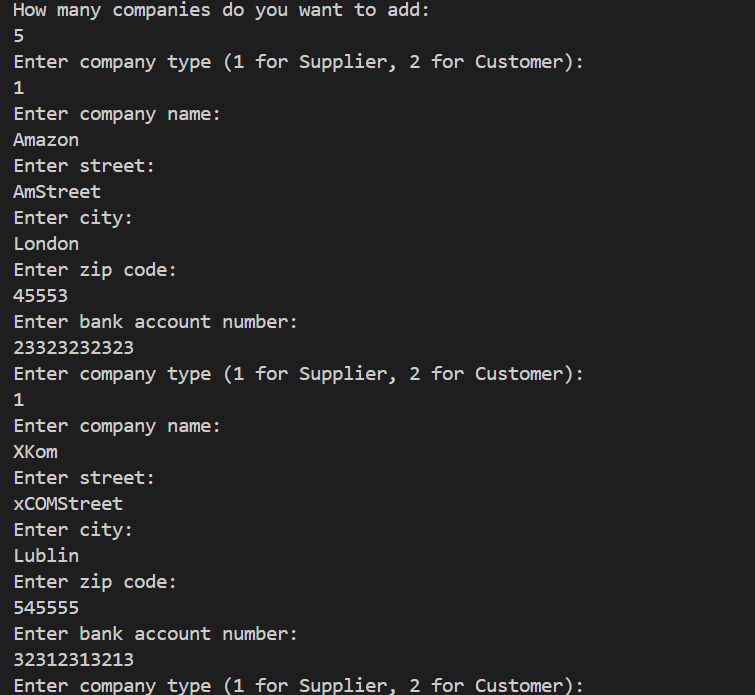 How many companies do you want to add:
5
Enter company type (1 for Supplier, 2 for Customer):
1
Enter company name:
Amazon
Enter street:
AmStreet
Enter city:
London
Enter zip code:
45553
Enter bank account number:
23323232323
Enter company type (1 for Supplier, 2 for Customer):
1
Enter company name:
XKom
Enter street:
xCOMStreet
Enter city:
Lublin
Enter zip code:
545555
Enter bank account number:
32312313213
Enter company type (1 for Supplier, 2 for Customer):